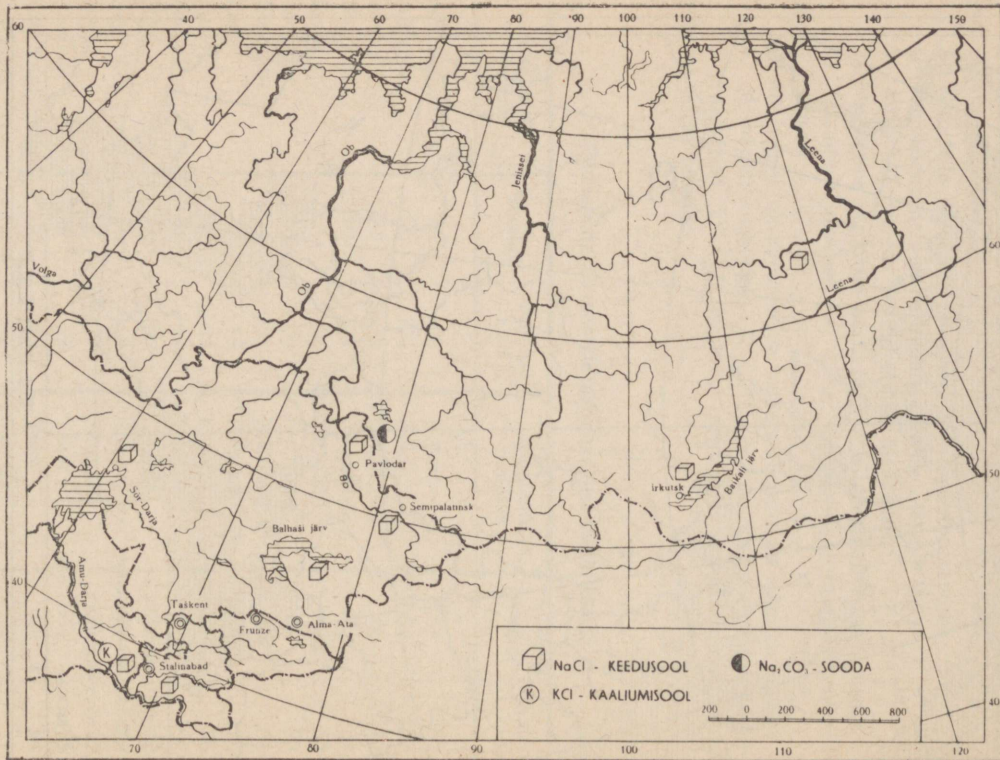 60 40 50 60 70 80 90 100 110 120 130 140 150
Ob
Jenissei
Leena
Volga
Ob
Leena
60
50
Pavlodar
50
Irkutsk
Baikali järv
Semipalatinsk
Sõr-Darja
Balhaši järv
Amu-Darja
40
Taškent
Frunze
Alma-Ata
K
Stalinabad
NaCl - KEEDUSOOL
Na₂CO₃ - SOODA
K KCl - KAALIUMISOOL
200 0 200 400 600 800
40
70 80 90 100 110 120